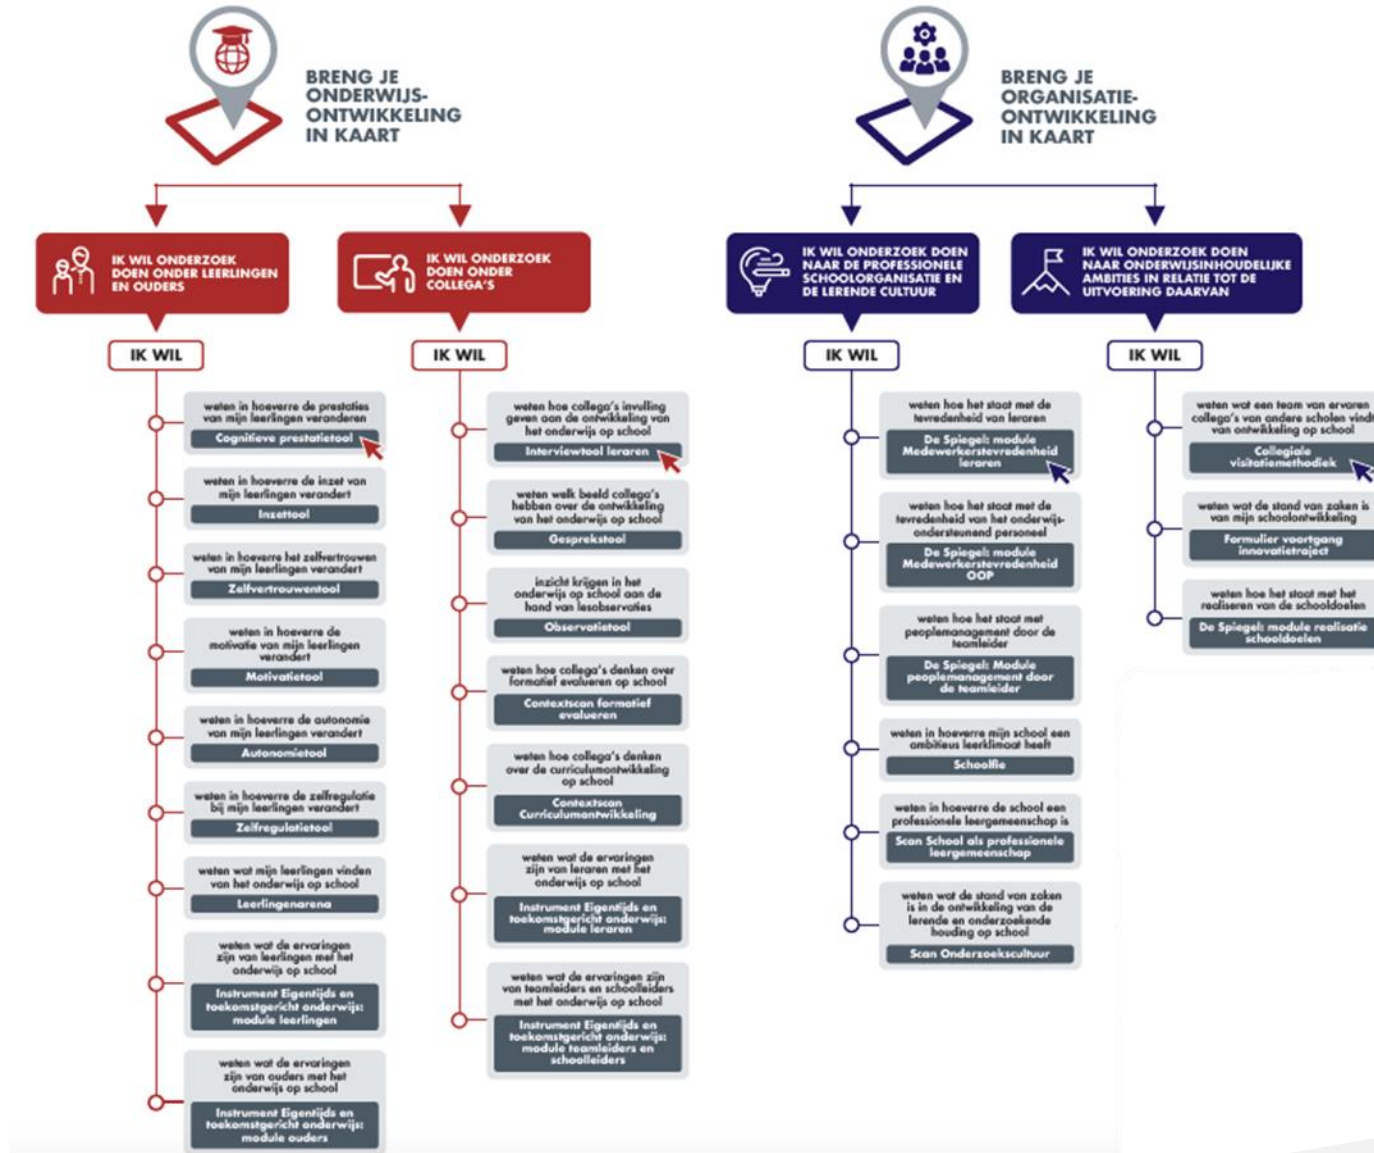 BRENG JE
ONDERWIJS-
ONTWIKKELING
IN KAART
IK WIL ONDERZOEK
DOEN ONDER LEERLINGEN
EN OUDERS
IK WIL
weten in hoeverre de prestaties
van mijn leerlingen veranderen
Cognitieve prestatietool
weten in hoeverre de inzet van
mijn leerlingen verandert
Inzettool
weten in hoeverre het zelfvertrouwen
van mijn leerlingen verandert
Zelfvertrouwentool
weten in hoeverre de
motivatie van mijn leerlingen
verandert
Motivatietool
weten in hoeverre de autonomie
van mijn leerlingen verandert
Autonomietool
weten in hoeverre de zelfregulatie
bij mijn leerlingen verandert
Zelfregulatietool
weten wat mijn leerlingen vinden
van het onderwijs op school
Leerlingenarena
weten wat de ervaringen
zijn van leerlingen met het
onderwijs op school
Instrument Eigentijds en
toekomstgericht onderwijs:
module leerlingen
weten wat de ervaringen
zijn van ouders met het
onderwijs op school
Instrument Eigentijds en
toekomstgericht onderwijs:
module ouders
IK WIL ONDERZOEK
DOEN ONDER
COLLEGA'S
IK WIL
weten hoe collega's invulling
geven aan de ontwikkeling van
het onderwijs op school
Interviewtool leraren
weten welk beeld collega's
hebben over de ontwikkeling
van het onderwijs op school
Gesprekstool
inzicht krijgen in het
onderwijs op school aan de
hand van lesobservaties
Observatietool
weten hoe collega's denken over
formatief evalueren op school
Contextscan formatief
evalueren
weten hoe collega's denken
over de curriculumontwikkeling
op school
Contextscan
Curriculumontwikkeling
weten wat de ervaringen
zijn van leraren met het
onderwijs op school
Instrument Eigentijds en
toekomstgericht onderwijs:
module leraren
weten wat de ervaringen zijn
van teamleiders en schoolleiders
met het onderwijs op school
Instrument Eigentijds en
toekomstgericht onderwijs:
module teamleiders en
schoolleiders
BRENG JE
ORGANISATIE-
ONTWIKKELING
IN KAART
IK WIL ONDERZOEK DOEN
NAAR DE PROFESSIONELE
SCHOOLORGANISATIE EN
DE LERENDE CULTUUR
IK WIL
weten hoe het staat met de
tevredenheid van leraren
De Spiegel: module
Medewerkerstevredenheid
leraren
weten hoe het staat met de
tevredenheid van het onderwijs-
ondersteunend personeel
De Spiegel: module
Medewerkerstevredenheid
OOP
weten hoe het staat met
peoplemanagement door de
teamleider
De Spiegel: Module
peoplemanagement door
de teamleider
weten in hoeverre mijn school een
ambitieus leerklimaat heeft
Schoolfie
weten in hoeverre de school een
professionele leergemeenschap is
Scan School als professionele
leergemeenschap
weten wat de stand van zaken
is in de ontwikkeling van de
lerende en onderzoekende
houding op school
Scan Onderzoekscultuur
IK WIL ONDERZOEK DOEN
NAAR ONDERWIJSINHOUDELIJKE
AMBITIES IN RELATIE TOT DE
UITVOERING DAARVAN
IK WIL
weten wat een team van ervaren
collega's van andere scholen vindt
van ontwikkeling op school
Collegiale
visitatiemethodiek
weten wat de stand van zaken is
van mijn schoolontwikkeling
Formulier voortgang
innovatietraject
weten hoe het staat met het
realiseren van de schooldoelen
De Spiegel: module realisatie
schooldoelen